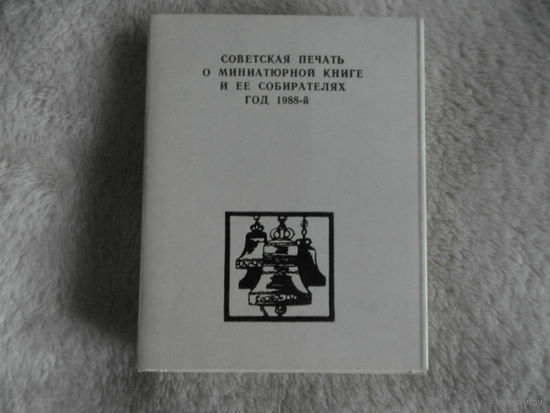 СОВЕТСКАЯ ПЕЧАТЬ
О МИНИАТЮРНОЙ КНИГЕ
И ЕЕ СОБИРАТЕЛЯХ
ГОД 1988-й